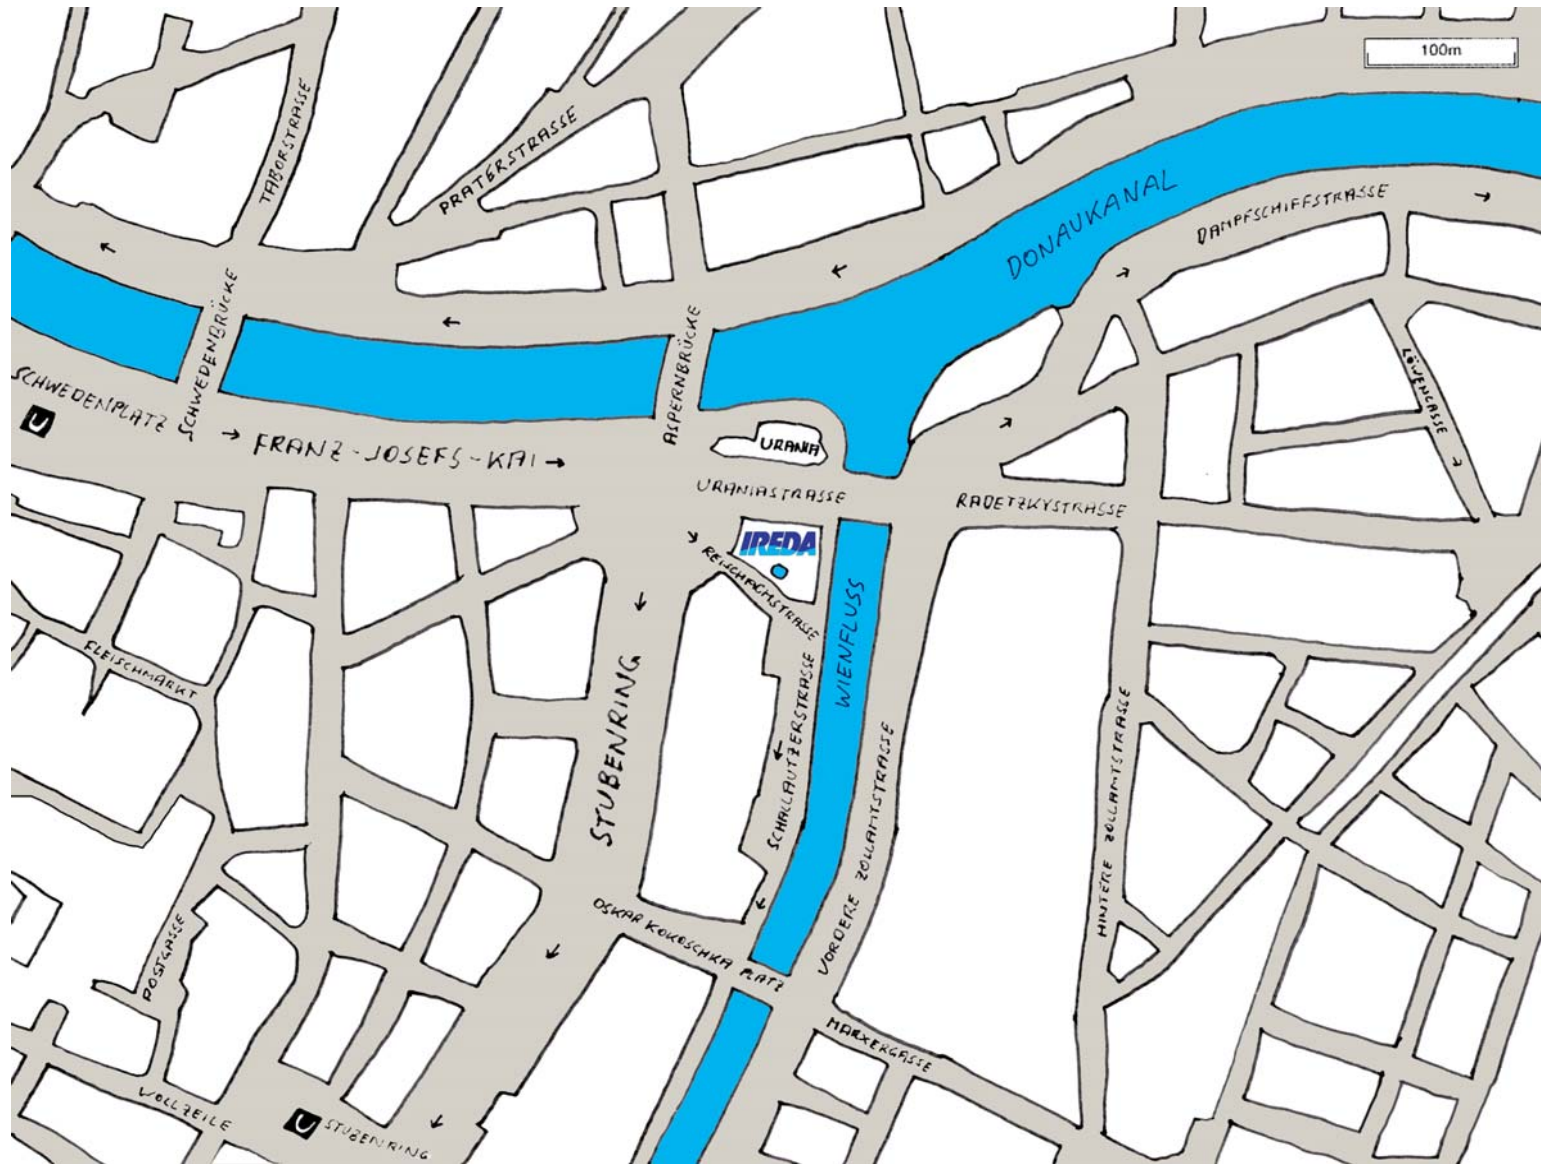 100m
TABORSTRASSE
PRATERSTRASSE
DONAUKANAL
DAMPFSCHIFFSTRASSE
SCHWEDENBRÜCKE
ASPERNBRÜCKE
LÖWENGASSE
SCHWEDENPLATZ
U
FRANZ-JOSEFS-KAI
URANIA
URANIASTRASSE
RADETZKYSTRASSE
IREDA
REISCHACHSTRASSE
WIENFLUSS
FLEISCHMARKT
STUBENRING
SCHALLAUTZERSTRASSE
VORDERE ZOLLAMTSTRASSE
HINTERE ZOLLAMTSTRASSE
OSKAR KOKOSCHKA PLATZ
POSTGASSE
MARXERGASSE
WOLLZEILE
U STUBENRING